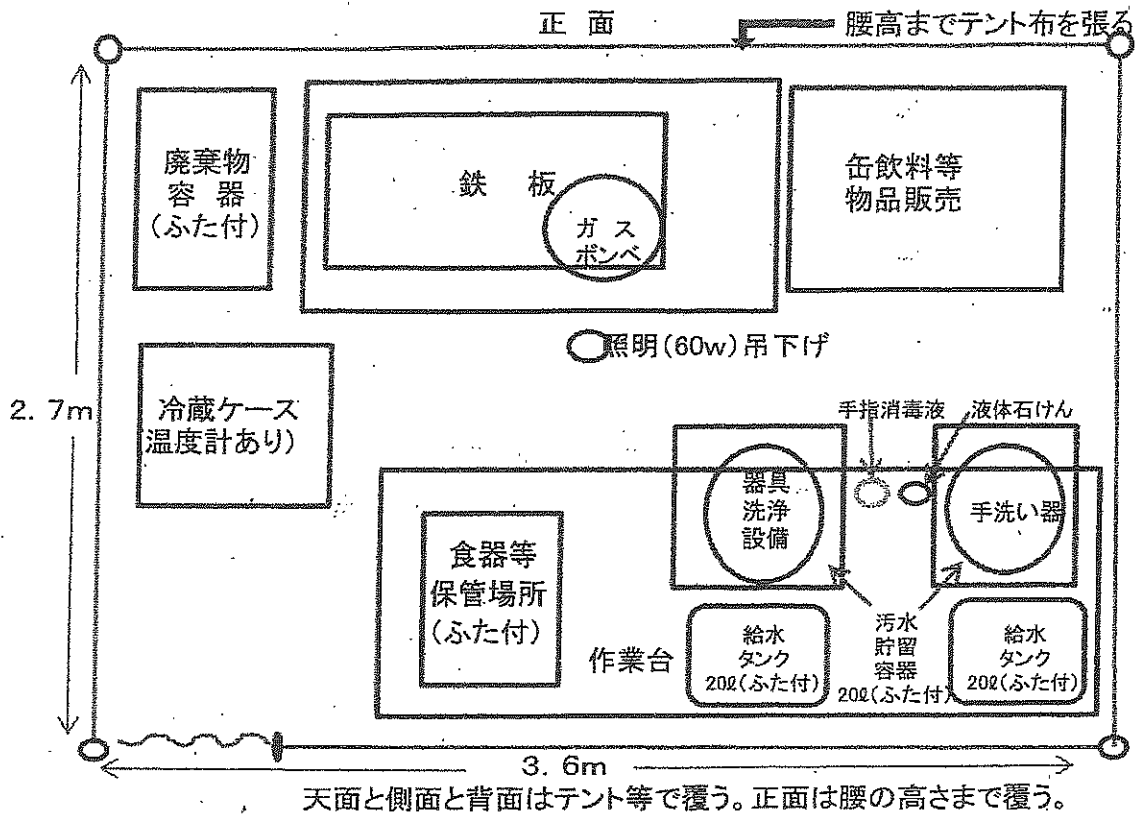 正 面
腰高までテント布を張る
廃棄物
容 器
(ふた付)
鉄 板
ガ ス
ボンベ
缶飲料等
物品販売
照明(60w)吊下げ
2. 7m
冷蔵ケース
温度計あり)
手指消毒液
液体石けん
器具
洗浄
設備
手洗い器
食器等
保管場所
(ふた付)
作業台
給水
タンク
20ℓ(ふた付)
汚水
貯留
容器
20ℓ(ふた付)
給水
タンク
20ℓ(ふた付)
3. 6m
天面と側面と背面はテント等で覆う。正面は腰の高さまで覆う。